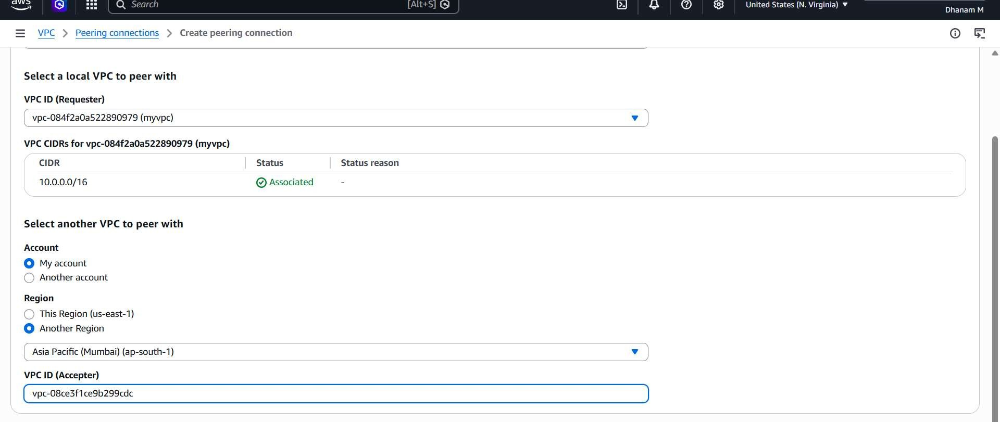 aws
Search [Alt+S]
United States (N. Virginia)
Dhanam M
VPC
Peering connections
Create peering connection
Select a local VPC to peer with
VPC ID (Requester)
vpc-084f2a0a522890979 (myvpc)
VPC CIDRs for vpc-084f2a0a522890979 (myvpc)
CIDR Status Status reason
10.0.0.0/16 Associated -
Select another VPC to peer with
Account
My account
Another account
Region
This Region (us-east-1)
Another Region
Asia Pacific (Mumbai) (ap-south-1)
VPC ID (Accepter)
vpc-08ce3f1ce9b299cdc